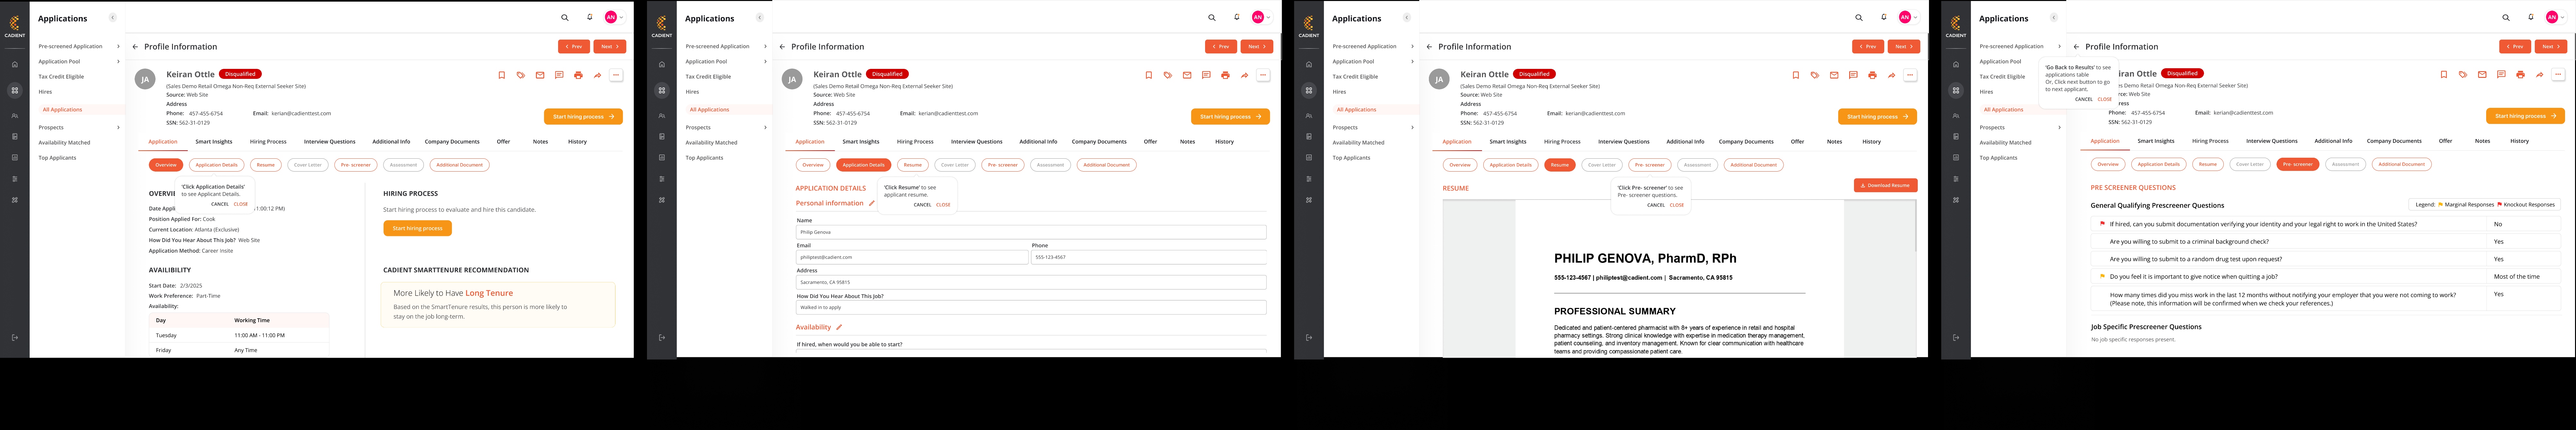 Applications
AN
CADIENT
Pre-screened Application
Application Pool
Tax Credit Eligible
Hires
All Applications
Prospects
Availability Matched
Top Applicants
Profile Information
Prev
Next
JA
Keiran Ottle
Disqualified
(Sales Demo Retail Omega Non-Req External Seeker Site)
Source: Web Site
Address
Phone: 457-455-6754 Email: kerian@cadienttest.com
SSN: 562-31-0129
Start hiring process
Application Smart Insights Hiring Process Interview Questions Additional Info Company Documents Offer Notes History
Overview Application Details Resume Cover Letter Pre- screener Assessment Additional Document
'Click Application Details'
to see Applicant Details.
CANCEL CLOSE
OVERVIE
Date Appli
1:00:12 PM)
Position Applied For: Cook
Current Location: Atlanta (Exclusive)
How Did You Hear About This Job? Web Site
Application Method: Career Insite
AVAILIBILITY
Start Date: 2/3/2025
Work Preference: Part-Time
Availability:
Day Working Time
Tuesday 11:00 AM - 11:00 PM
Friday Any Time
HIRING PROCESS
Start hiring process to evaluate and hire this candidate.
Start hiring process
CADIENT SMARTTENURE RECOMMENDATION
More Likely to Have Long Tenure
Based on the SmartTenure results, this person is more likely to
stay on the job long-term.
Applications
AN
CADIENT
Pre-screened Application
Application Pool
Tax Credit Eligible
Hires
All Applications
Prospects
Availability Matched
Top Applicants
Profile Information
Prev
Next
JA
Keiran Ottle
Disqualified
(Sales Demo Retail Omega Non-Req External Seeker Site)
Source: Web Site
Address
Phone: 457-455-6754 Email: kerian@cadienttest.com
SSN: 562-31-0129
Start hiring process
Application Smart Insights Hiring Process Interview Questions Additional Info Company Documents Offer Notes History
Overview Application Details Resume Cover Letter Pre- screener Assessment Additional Document
'Click Resume' to see
applicant resume.
CANCEL CLOSE
APPLICATION DETAILS
Personal information
Name
Philip Genova
Email Phone
philiptest@cadient.com 555-123-4567
Address
Sacramento, CA 95815
How Did You Hear About This Job?
Walked in to apply
Availability
If hired, when would you be able to start?
Applications
AN
CADIENT
Pre-screened Application
Application Pool
Tax Credit Eligible
Hires
All Applications
Prospects
Availability Matched
Top Applicants
Profile Information
Prev
Next
JA
Keiran Ottle
Disqualified
(Sales Demo Retail Omega Non-Req External Seeker Site)
Source: Web Site
Address
Phone: 457-455-6754 Email: kerian@cadienttest.com
SSN: 562-31-0129
Start hiring process
Application Smart Insights Hiring Process Interview Questions Additional Info Company Documents Offer Notes History
Overview Application Details Resume Cover Letter Pre- screener Assessment Additional Document
'Click Pre- screener' to see
Pre- screener questions.
CANCEL CLOSE
RESUME
Download Resume
PHILIP GENOVA, PharmD, RPh
555-123-4567 | philiptest@cadient.com | Sacramento, CA 95815
PROFESSIONAL SUMMARY
Dedicated and patient-centered pharmacist with 8+ years of experience in retail and hospital
pharmacy settings. Strong clinical knowledge with expertise in medication therapy management,
patient counseling, and inventory management. Known for clear communication with healthcare
teams and providing compassionate patient care.
Applications
AN
CADIENT
Pre-screened Application
Application Pool
Tax Credit Eligible
Hires
All Applications
Prospects
Availability Matched
Top Applicants
Profile Information
Prev
Next
'Go Back to Results' to see
applications table
Or, Click next button to go
to next applicant.
CANCEL CLOSE
iran Ottle
Disqualified
les Demo Retail Omega Non-Req External Seeker Site)
rce: Web Site
ress
Phone: 457-455-6754 Email: kerian@cadienttest.com
SSN: 562-31-0129
Start hiring process
Application Smart Insights Hiring Process Interview Questions Additional Info Company Documents Offer Notes History
Overview Application Details Resume Cover Letter Pre- screener Assessment Additional Document
PRE SCREENER QUESTIONS
General Qualifying Prescreener Questions
Legend: Marginal Responses Knockout Responses
If hired, can you submit documentation verifying your identity and your legal right to work in the United States? No
Are you willing to submit to a criminal background check? Yes
Are you willing to submit to a random drug test upon request? Yes
Do you feel it is important to give notice when quitting a job? Most of the time
How many times did you miss work in the last 12 months without notifying your employer that you were not coming to work? Yes
(Please note, this information will be confirmed when we check your references.)
Job Specific Prescreener Questions
No job specific responses present.